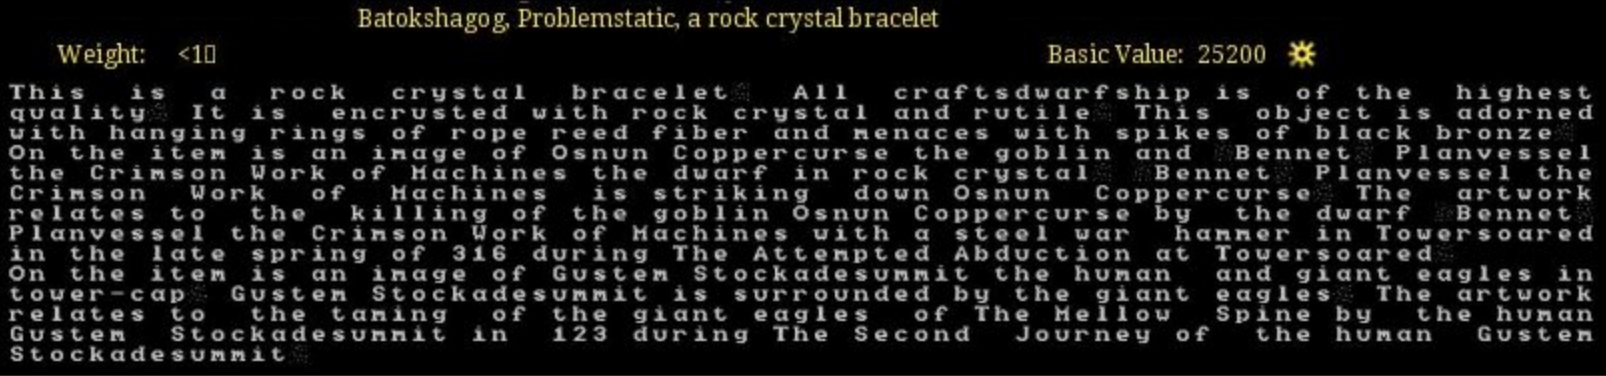 Batokshagog, Problemstatic, a rock crystal bracelet
Weight: <1▯ Basic Value: 25200 ☼
This is a rock crystal bracelet. All craftsdwarfship is of the highest
quality. It is encrusted with rock crystal and rutile. This object is adorned
with hanging rings of rope reed fiber and menaces with spikes of black bronze.
On the item is an image of Osnun Coppercurse the goblin and "Bennet" Planvessel
the Crimson Work of Machines the dwarf in rock crystal. "Bennet" Planvessel the
Crimson Work of Machines is striking down Osnun Coppercurse. The artwork
relates to the killing of the goblin Osnun Coppercurse by the dwarf "Bennet"
Planvessel the Crimson Work of Machines with a steel war hammer in Towersoared
in the late spring of 316 during The Attempted Abduction at Towersoared.
On the item is an image of Gustem Stockadesummit the human and giant eagles in
tower-cap. Gustem Stockadesummit is surrounded by the giant eagles. The artwork
relates to the taming of the giant eagles of The Mellow Spine by the human
Gustem Stockadesummit in 123 during The Second Journey of the human Gustem
Stockadesummit.